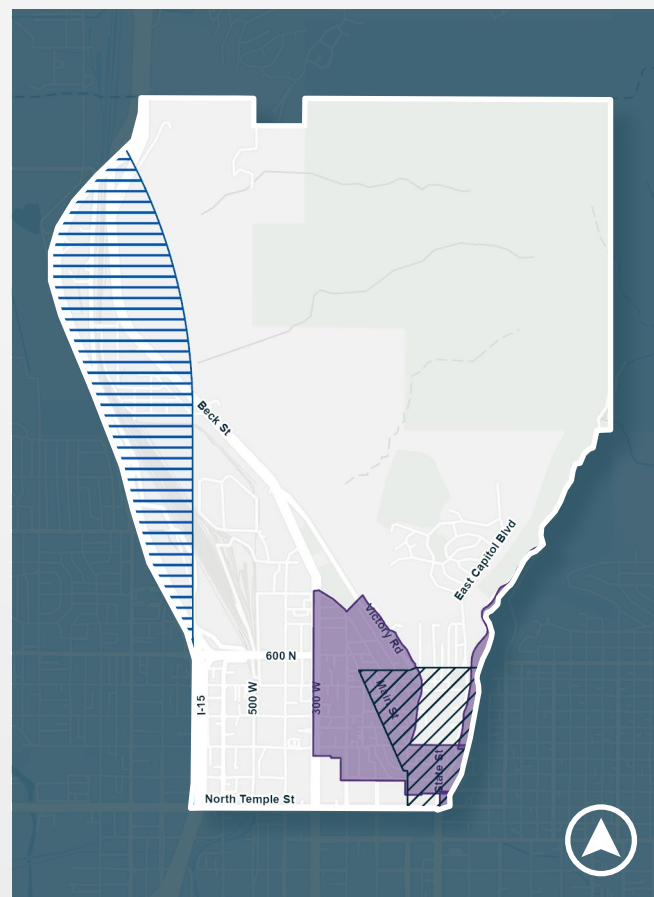 Beck St
East Capitol Blvd
Victory Rd
600 N
I-15
500 W
300 W
Main St
State St
North Temple St